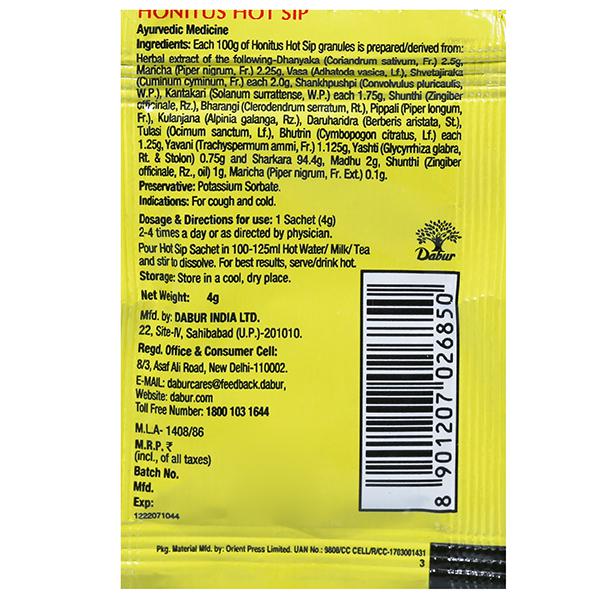 HONITUS HOT SIP
Ayurvedic Medicine
Ingredients: Each 100g of Honitus Hot Sip granules is prepared/derived from:
Herbal extract of the following-Dhanyaka (Coriandrum sativum, Fr.) 2.5g,
Maricha (Piper nigrum, Fr.) 2.25g, Vasa (Adhatoda vasica, Lf.), Shvetajiraka
(Cuminum cyminum, Fr.) each 2.0g, Shankhpushpi (Convolvulus pluricaulis,
W.P.), Kantakari (Solanum surrattense, W.P.) each 1.75g, Shunthi (Zingiber
officinale, Rz.), Bharangi (Clerodendrum serratum, Rt.), Pippali (Piper longum,
Fr.), Kulanjana (Alpinia galanga, Rz.), Daruharidra (Berberis aristata, St.),
Tulasi (Ocimum sanctum, Lf.), Bhutrin (Cymbopogon citratus, Lf.) each
1.25g, Yavani (Trachyspermum ammi, Fr.) 1.125g, Yashti (Glycyrrhiza glabra,
Rt. & Stolon) 0.75g and Sharkara 94.4g, Madhu 2g, Shunthi (Zingiber
officinale, Rz., oil) 1g, Maricha (Piper nigrum, Fr. Ext.) 0.1g.
Preservative: Potassium Sorbate.
Indications: For cough and cold.
Dosage & Directions for use: 1 Sachet (4g)
2-4 times a day or as directed by physician.
Pour Hot Sip Sachet in 100-125ml Hot Water/ Milk/ Tea
and stir to dissolve. For best results, serve/drink hot.
Storage: Store in a cool, dry place.
Dabur
Net Weight: 4g
Mfd. by: DABUR INDIA LTD.
22, Site-IV, Sahibabad (U.P.)-201010.
Regd. Office & Consumer Cell:
8/3, Asaf Ali Road, New Delhi-110002.
E-MAIL: daburcares@feedback.dabur,
Website: dabur.com
Toll Free Number: 1800 103 1644
M.L.A- 1408/86
M.R.P. ₹
(incl., of all taxes)
Batch No.
Mfd.
Exp:
1222071044
8 901207 026850
Pkg. Material Mfd. by: Orient Press Limited. UAN No.: 9808/CC CELL/R/CC-1703001431
3